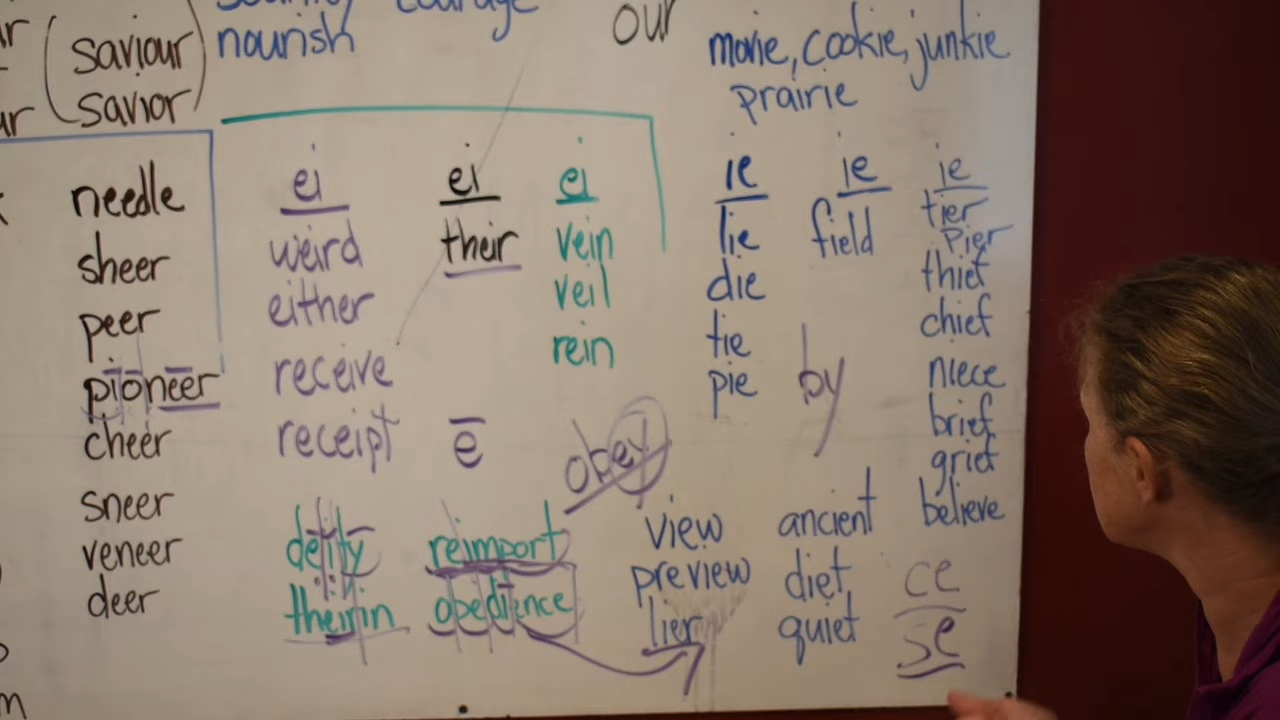 courage
our
(saviour
savior)
nourish
movie, cookie, junkie
prairie
needle
sheer
peer
pioneer
cheer
sneer
veneer
deer
ei
weird
either
receive
receipt
ei
their
ē
ei
vein
veil
rein
obey
deity
therin
reimport
obedience
ie
lie
die
tie
pie
ie
field
by
ie
tier
pier
thief
chief
niece
brief
grief
believe
view
preview
lier
ancient
diet
quiet
ce
se